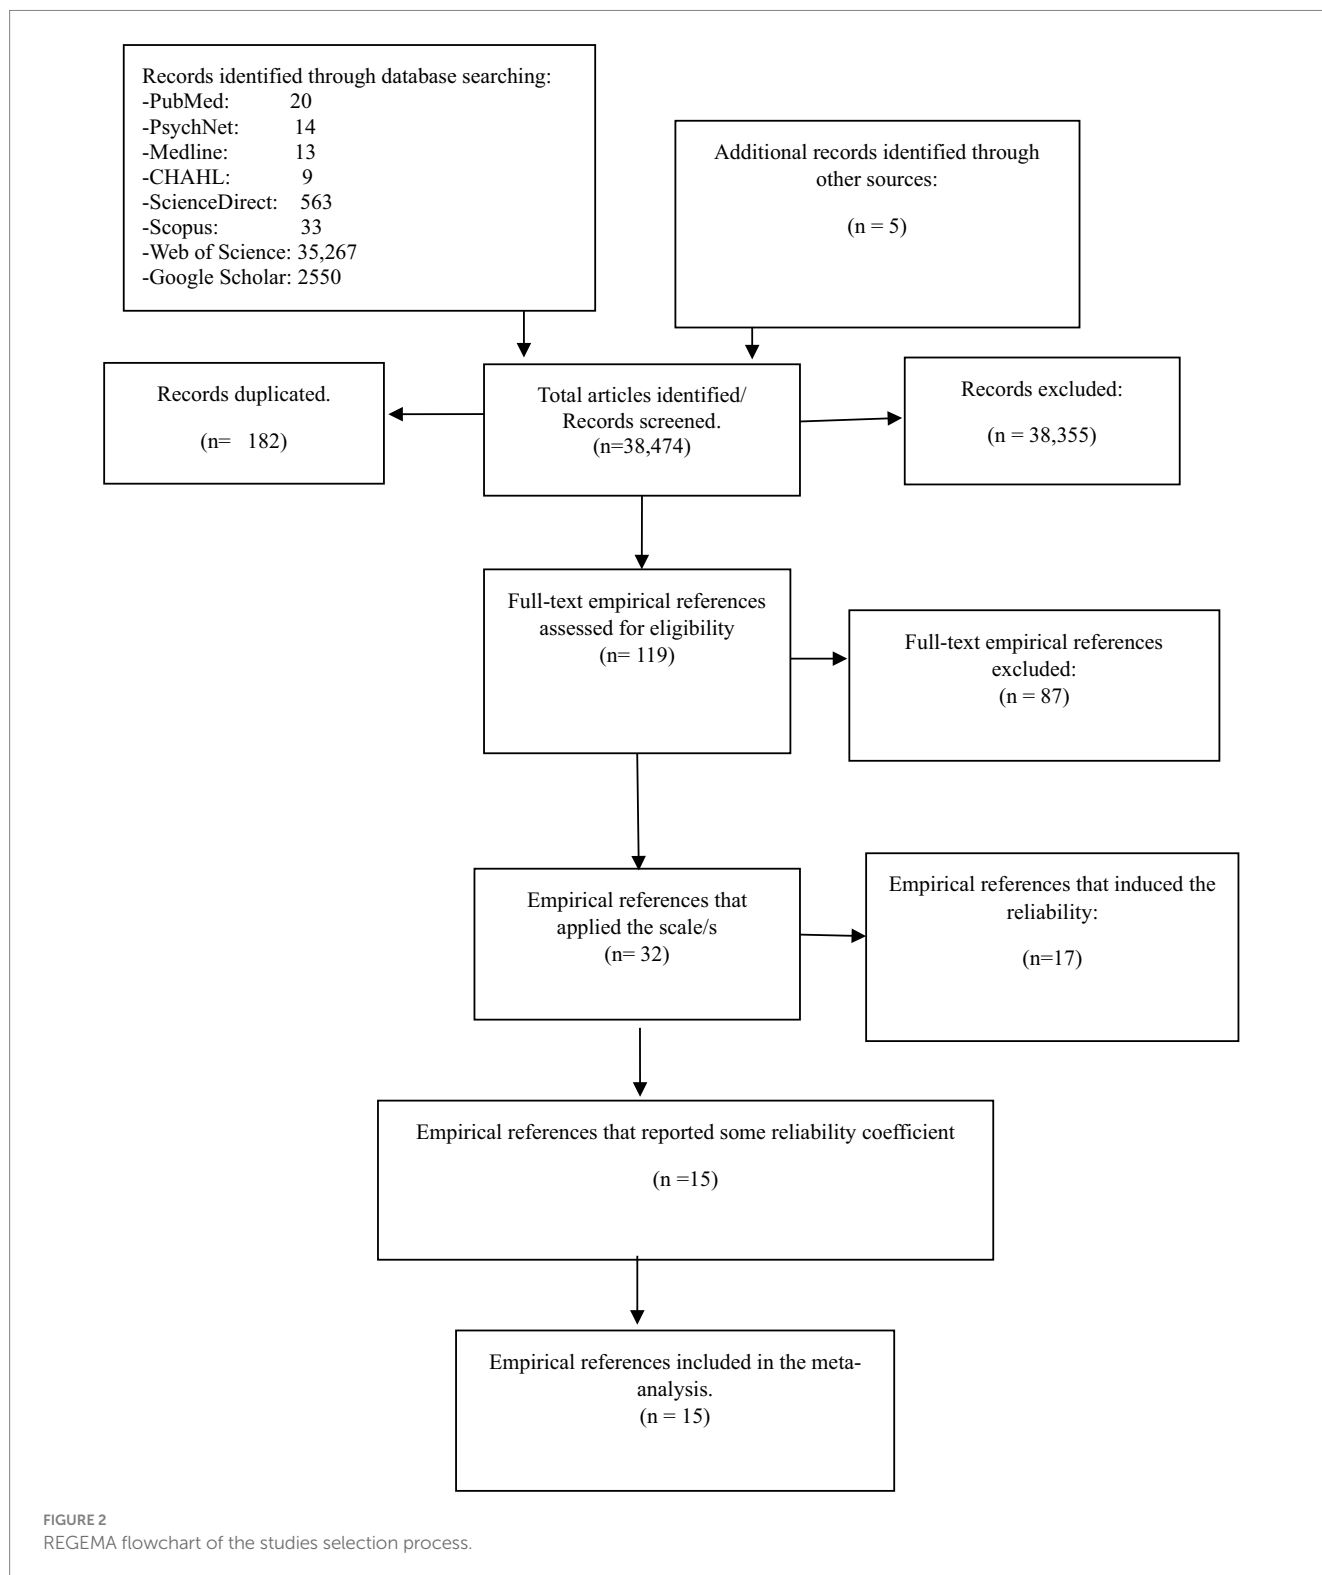 Records identified through database searching:
-PubMed: 20
-PsychNet: 14
-Medline: 13
-CHAHL: 9
-ScienceDirect: 563
-Scopus: 33
-Web of Science: 35,267
-Google Scholar: 2550
Additional records identified through
other sources:
(n = 5)
Records duplicated.
(n= 182)
Total articles identified/
Records screened.
(n=38,474)
Records excluded:
(n = 38,355)
Full-text empirical references
assessed for eligibility
(n= 119)
Full-text empirical references
excluded:
(n = 87)
Empirical references that
applied the scale/s
(n= 32)
Empirical references that induced the
reliability:
(n=17)
Empirical references that reported some reliability coefficient
(n =15)
Empirical references included in the meta-
analysis.
(n = 15)
FIGURE 2
REGEMA flowchart of the studies selection process.